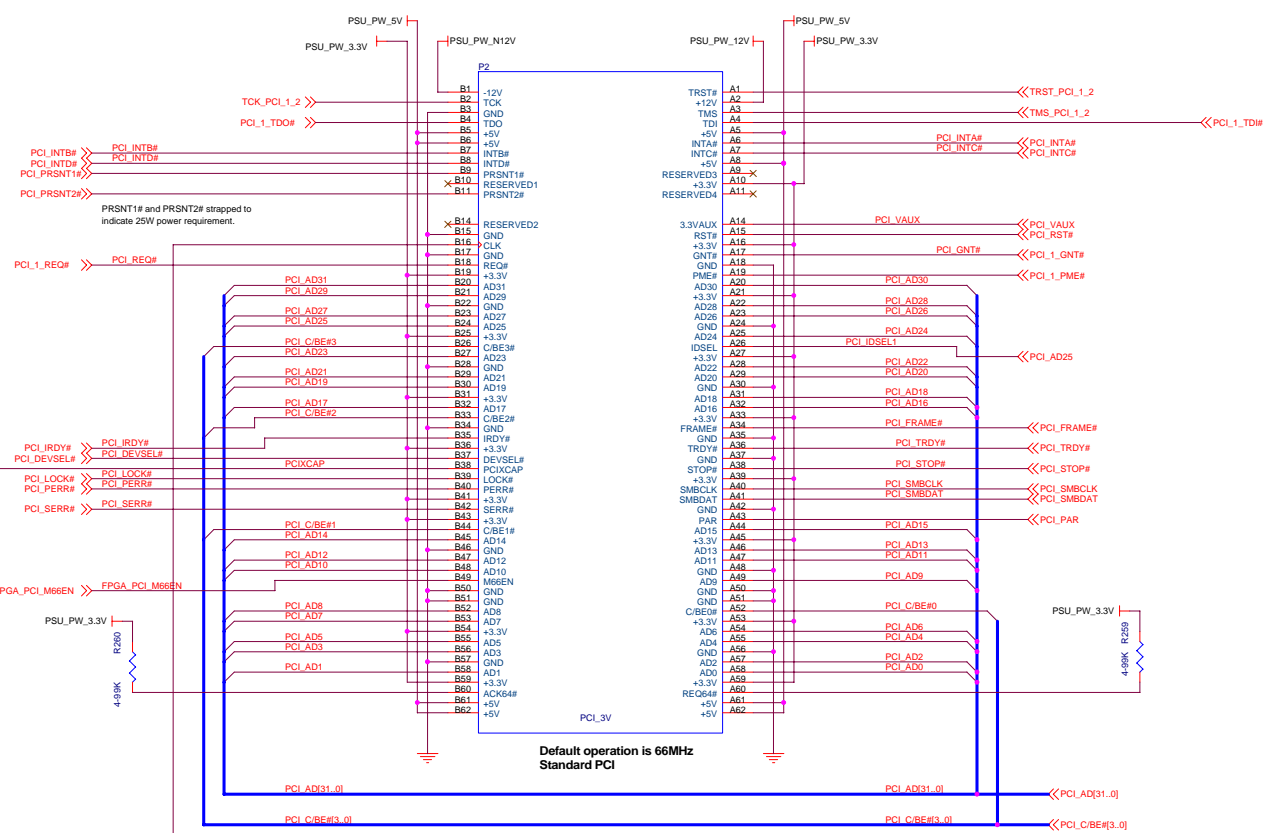 PSU_PW_5V
PSU_PW_5V
PSU_PW_3.3V
PSU_PW_N12V
PSU_PW_12V
PSU_PW_3.3V
P2
B1 -12V TRST# A1 TRST_PCI_1_2
TCK_PCI_1_2 B2 TCK +12V A2
B3 GND TMS A3 TMS_PCI_1_2
PCI_1_TDO# B4 TDO TDI A4 PCI_1_TDI#
B5 +5V +5V A5
B6 +5V INTA# A6 PCI_INTA# PCI_INTA#
PCI_INTB# PCI_INTB# B7 INTB# INTC# A7 PCI_INTC# PCI_INTC#
PCI_INTD# PCI_INTD# B8 INTD# +5V A8
PCI_PRSNT1# B9 PRSNT1# RESERVED3 A9
B10 RESERVED1 +3.3V A10
PCI_PRSNT2# B11 PRSNT2# RESERVED4 A11
PRSNT1# and PRSNT2# strapped to
indicate 25W power requirement.
B14 RESERVED2 3.3VAUX A14 PCI_VAUX PCI_VAUX
B15 GND RST# A15 PCI_RST#
B16 CLK +3.3V A16
B17 GND GNT# A17 PCI_GNT# PCI_1_GNT#
PCI_1_REQ# PCI_REQ# B18 REQ# GND A18
B19 +3.3V PME# A19 PCI_1_PME#
PCI_AD31 B20 AD31 AD30 A20 PCI_AD30
PCI_AD29 B21 AD29 +3.3V A21
B22 GND AD28 A22 PCI_AD28
PCI_AD27 B23 AD27 AD26 A23 PCI_AD26
PCI_AD25 B24 AD25 GND A24
B25 +3.3V AD24 A25 PCI_AD24
PCI_C/BE#3 B26 C/BE3# IDSEL A26 PCI_IDSEL1 PCI_AD25
PCI_AD23 B27 AD23 +3.3V A27
B28 GND AD22 A28 PCI_AD22
PCI_AD21 B29 AD21 AD20 A29 PCI_AD20
PCI_AD19 B30 AD19 GND A30
B31 +3.3V AD18 A31 PCI_AD18
PCI_AD17 B32 AD17 AD16 A32 PCI_AD16
PCI_C/BE#2 B33 C/BE2# +3.3V A33
B34 GND FRAME# A34 PCI_FRAME# PCI_FRAME#
PCI_IRDY# PCI_IRDY# B35 IRDY# GND A35
B36 +3.3V TRDY# A36 PCI_TRDY# PCI_TRDY#
PCI_DEVSEL# PCI_DEVSEL# B37 DEVSEL# GND A37
PCIXCAP B38 PCIXCAP STOP# A38 PCI_STOP# PCI_STOP#
PCI_LOCK# PCI_LOCK# B39 LOCK# +3.3V A39
PCI_PERR# PCI_PERR# B40 PERR# SMBCLK A40 PCI_SMBCLK PCI_SMBCLK
B41 +3.3V SMBDAT A41 PCI_SMBDAT PCI_SMBDAT
PCI_SERR# PCI_SERR# B42 SERR# GND A42
B43 +3.3V PAR A43 PCI_PAR
PCI_C/BE#1 B44 C/BE1# AD15 A44 PCI_AD15
PCI_AD14 B45 AD14 +3.3V A45
B46 GND AD13 A46 PCI_AD13
PCI_AD12 B47 AD12 AD11 A47 PCI_AD11
PCI_AD10 B48 AD10 GND A48
PGA_PCI_M66EN FPGA_PCI_M66EN B49 M66EN AD9 A49 PCI_AD9
B50 GND GND A50
B51 GND GND A51
PCI_AD8 B52 AD8 C/BE0# A52 PCI_C/BE#0
PCI_AD7 B53 AD7 +3.3V A53
B54 +3.3V AD6 A54 PCI_AD6
PCI_AD5 B55 AD5 AD4 A55 PCI_AD4
PCI_AD3 B56 AD3 GND A56
B57 GND AD2 A57 PCI_AD2
PCI_AD1 B58 AD1 AD0 A58 PCI_AD0
B59 +3.3V +3.3V A59
B60 ACK64# REQ64# A60
B61 +5V +5V A61
B62 +5V +5V A62
PSU_PW_3.3V
R260
4-99K
PSU_PW_3.3V
R259
4-99K
PCI_3V
Default operation is 66MHz
Standard PCI
PCI_AD[31..0] PCI_AD[31..0] PCI_AD[31..0]
PCI_C/BE#[3..0] PCI_C/BE#[3..0] PCI_C/BE#[3..0]